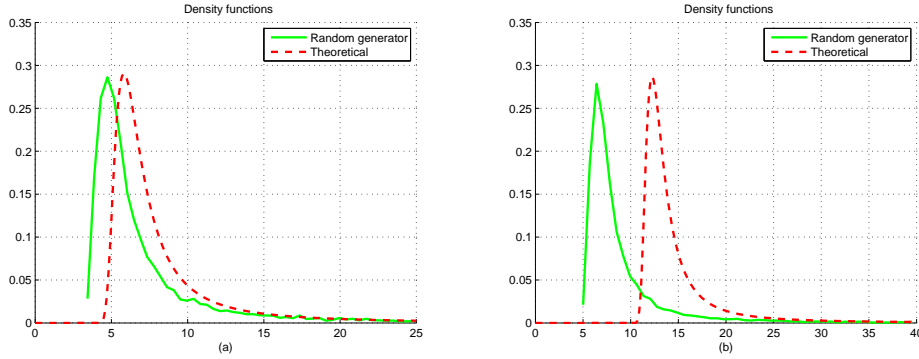 Density functions
0.35
0.3
0.25
0.2
0.15
0.1
0.05
0
0 5 10 15 20 25
Random generator
Theoretical
(a)
Density functions
0.35
0.3
0.25
0.2
0.15
0.1
0.05
0
0 5 10 15 20 25 30 35 40
Random generator
Theoretical
(b)